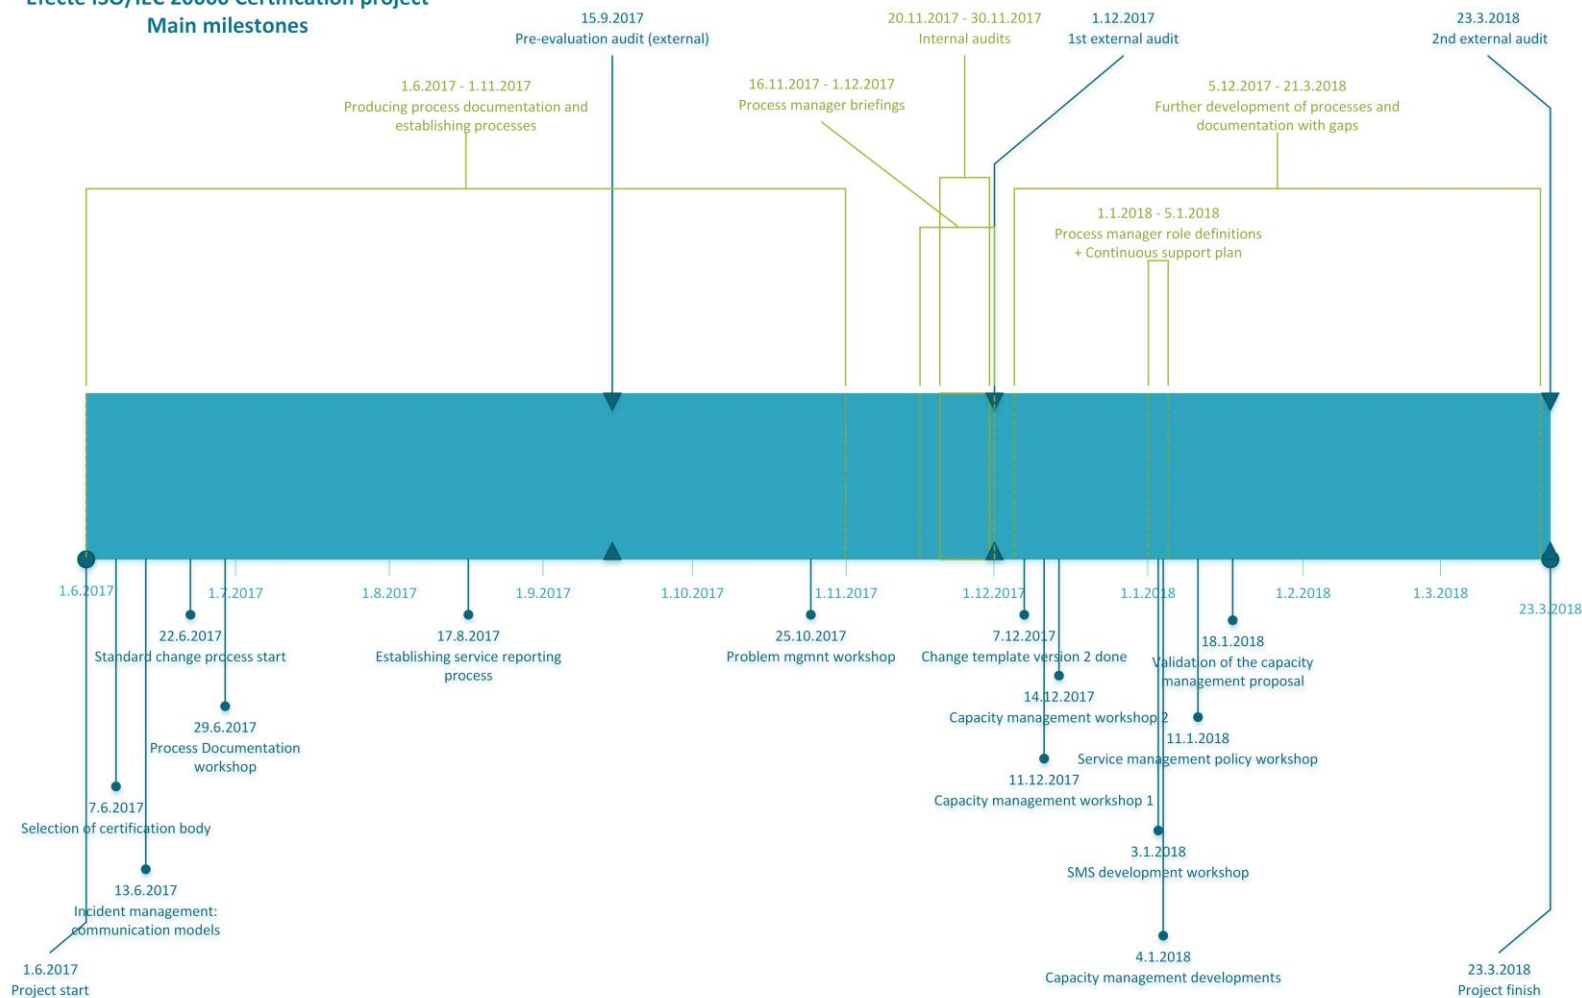 Efecte ISO/IEC 20000 Certification project
Main milestones
15.9.2017
Pre-evaluation audit (external)
20.11.2017 - 30.11.2017
Internal audits
1.12.2017
1st external audit
23.3.2018
2nd external audit
1.6.2017 - 1.11.2017
Producing process documentation and
establishing processes
16.11.2017 - 1.12.2017
Process manager briefings
5.12.2017 - 21.3.2018
Further development of processes and
documentation with gaps
1.1.2018 - 5.1.2018
Process manager role definitions
+ Continuous support plan
1.6.2017
1.7.2017
1.8.2017
1.9.2017
1.10.2017
1.11.2017
1.12.2017
1.1.2018
1.2.2018
1.3.2018
23.3.2018
22.6.2017
Standard change process start
17.8.2017
Establishing service reporting
process
25.10.2017
Problem mgmnt workshop
7.12.2017
Change template version 2 done
18.1.2018
Validation of the capacity
management proposal
14.12.2017
Capacity management workshop 2
29.6.2017
Process Documentation
workshop
11.1.2018
Service management policy workshop
11.12.2017
Capacity management workshop 1
7.6.2017
Selection of certification body
3.1.2018
SMS development workshop
13.6.2017
Incident management:
communication models
4.1.2018
Capacity management developments
1.6.2017
Project start
23.3.2018
Project finish